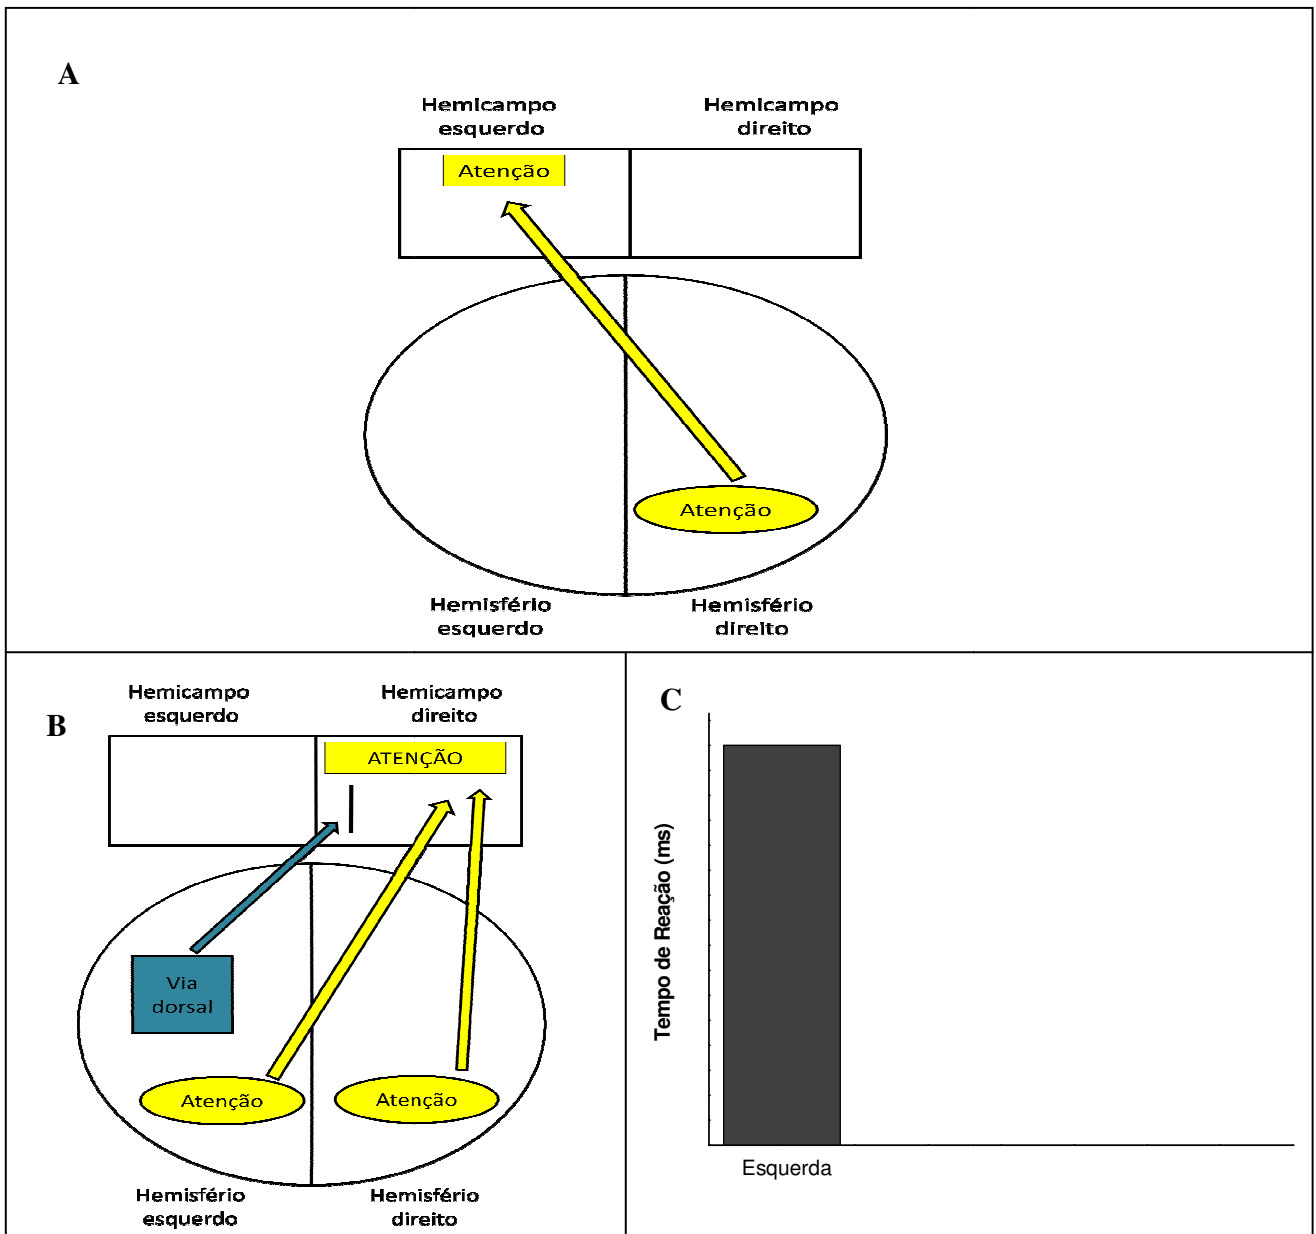 A
Hemicampo
esquerdo
Hemicampo
direito
Atenção
Atenção
Hemisfério
esquerdo
Hemisfério
direito
B
Hemicampo
esquerdo
Hemicampo
direito
ATENÇÃO
Via
dorsal
Atenção
Atenção
Hemisfério
esquerdo
Hemisfério
direito
C
Tempo de Reação (ms)
Esquerda